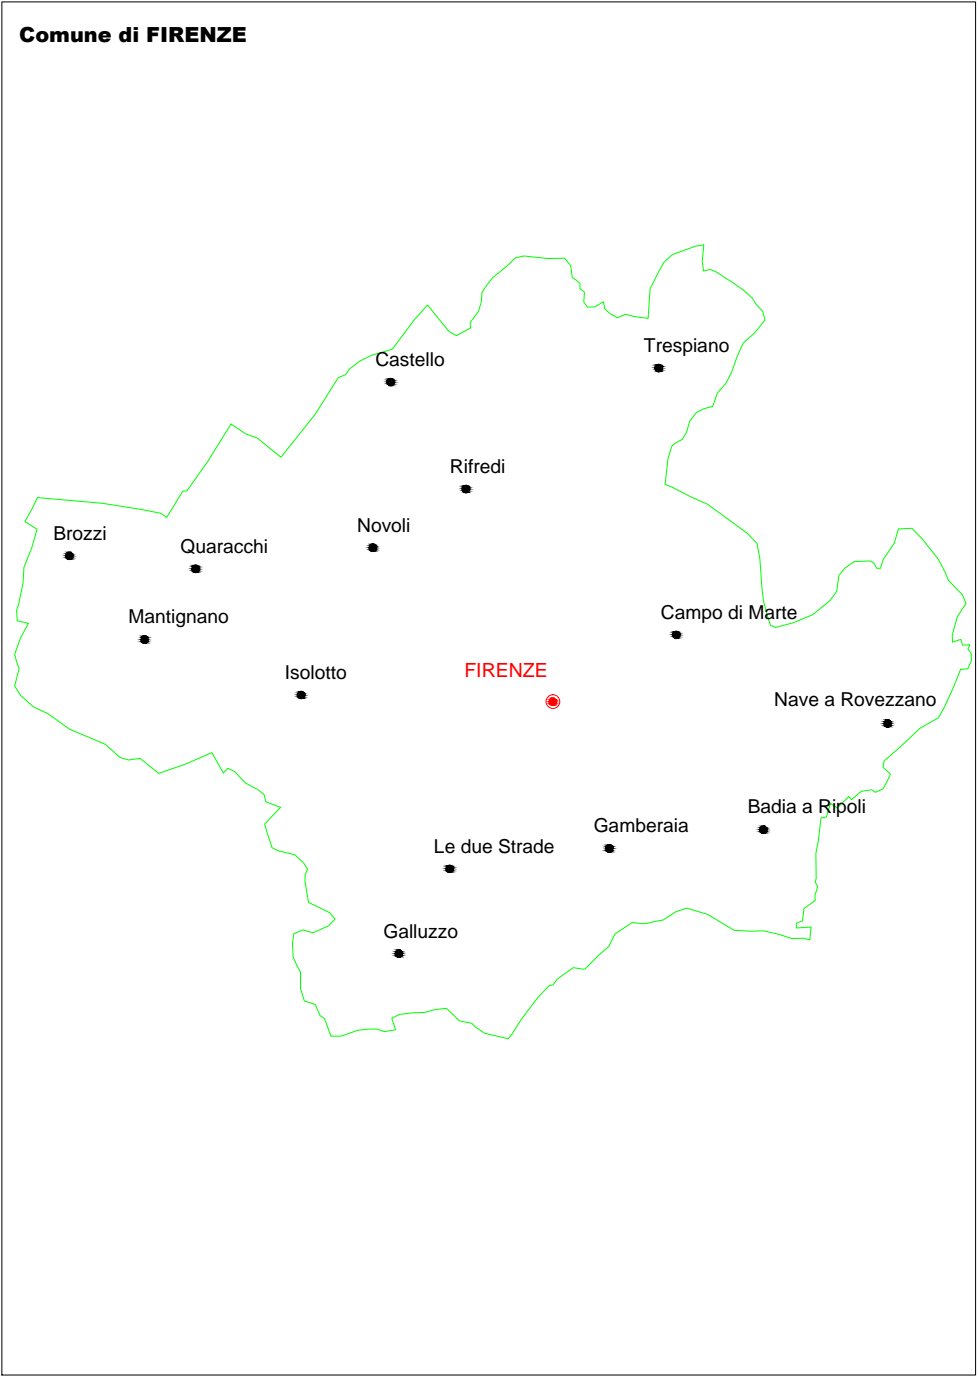 Comune di FIRENZE
Trespiano
Castello
Rifredi
Novoli
Brozzi
Quaracchi
Campo di Marte
Mantignano
FIRENZE
Isolotto
Nave a Rovezzano
Badia a Ripoli
Gamberaia
Le due Strade
Galluzzo